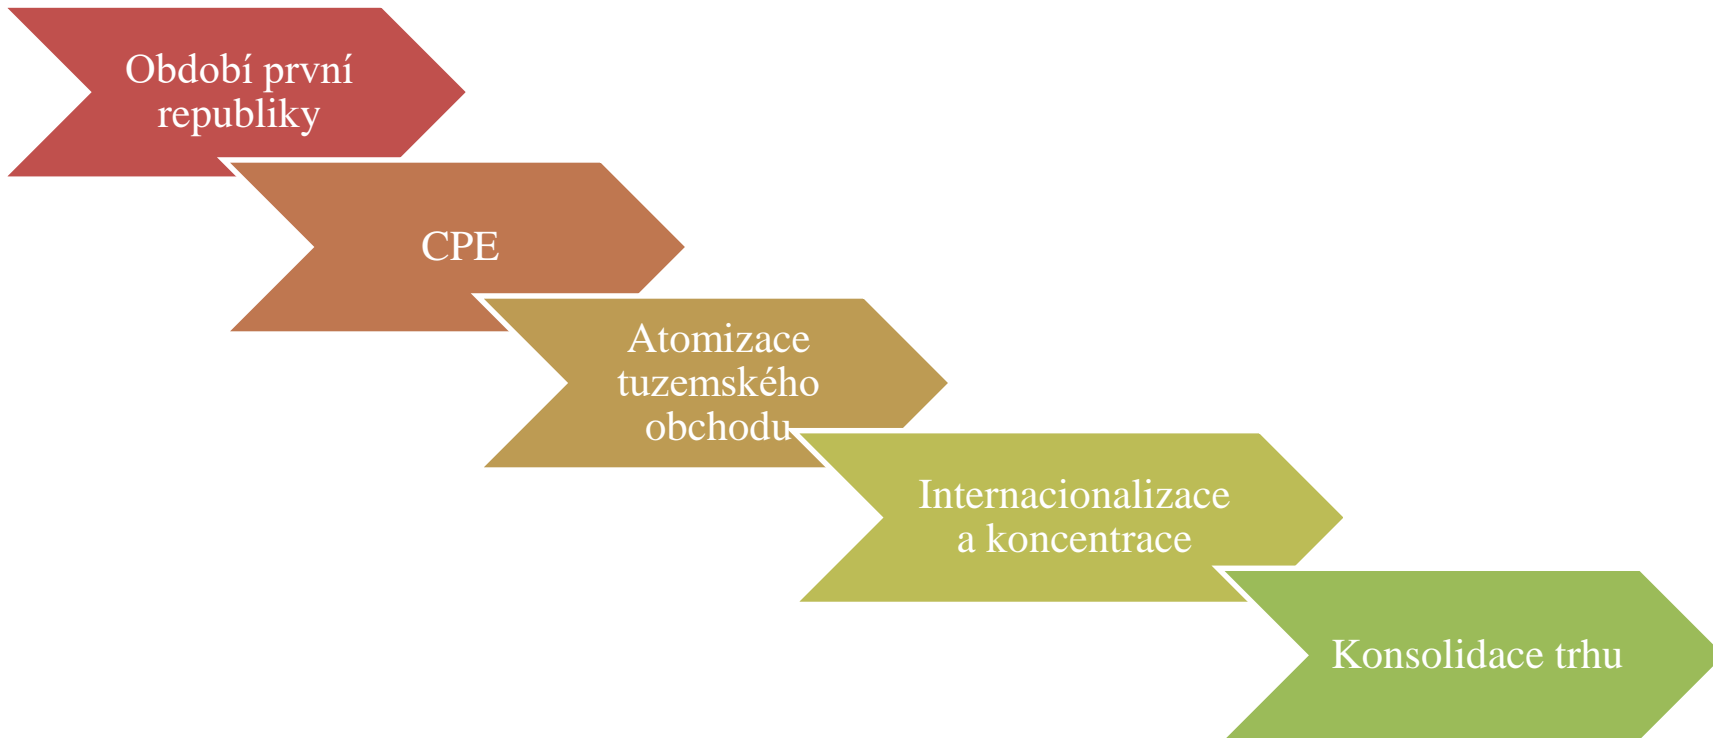 Období první
republiky
CPE
Atomizace
tuzemského
obchodu
Internacionalizace
a koncentrace
Konsolidace trhu